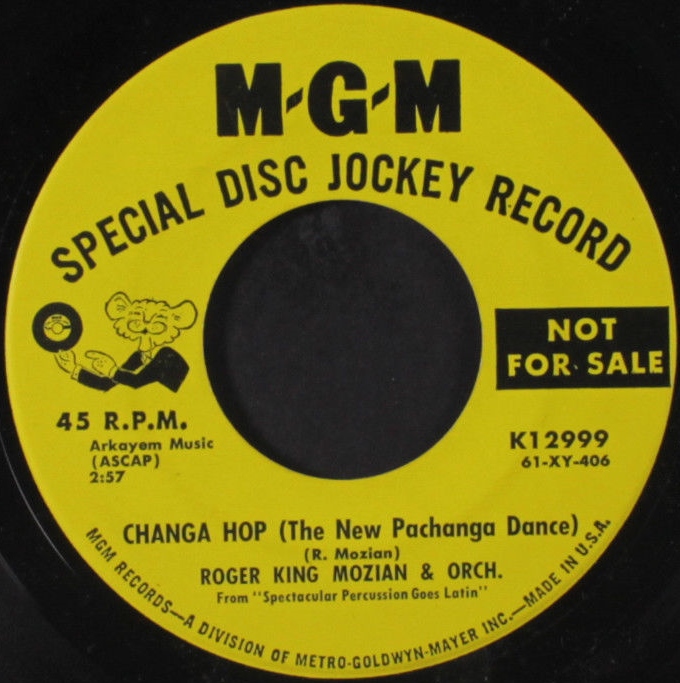 M-G-M
SPECIAL DISC JOCKEY RECORD
NOT
FOR SALE
45 R.P.M.
Arkayem Music
(ASCAP)
2:57
K12999
61-XY-406
CHANGA HOP (The New Pachanga Dance)
(R. Mozian)
ROGER KING MOZIAN & ORCH.
From "Spectacular Percussion Goes Latin"
MGM RECORDS—A DIVISION OF METRO-GOLDWYN-MAYER INC.—MADE IN U.S.A.